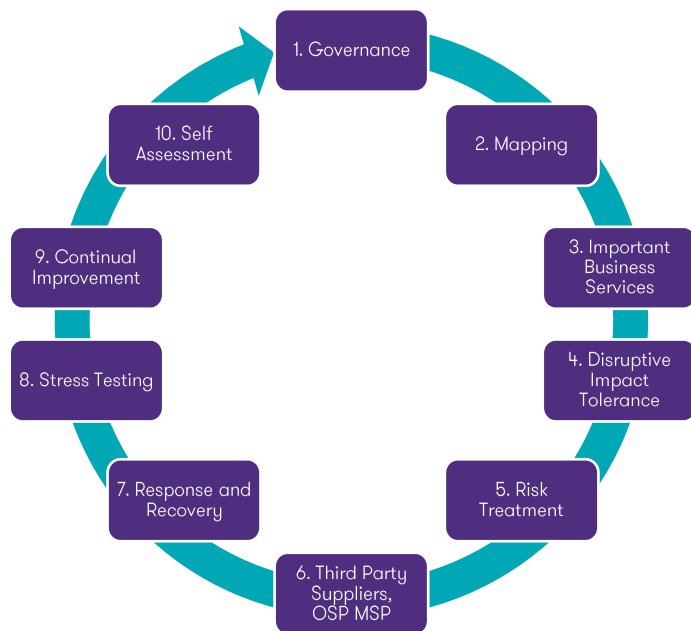 1. Governance
2. Mapping
3. Important
Business
Services
4. Disruptive
Impact
Tolerance
5. Risk
Treatment
6. Third Party
Suppliers,
OSP MSP
7. Response and
Recovery
8. Stress Testing
9. Continual
Improvement
10. Self
Assessment